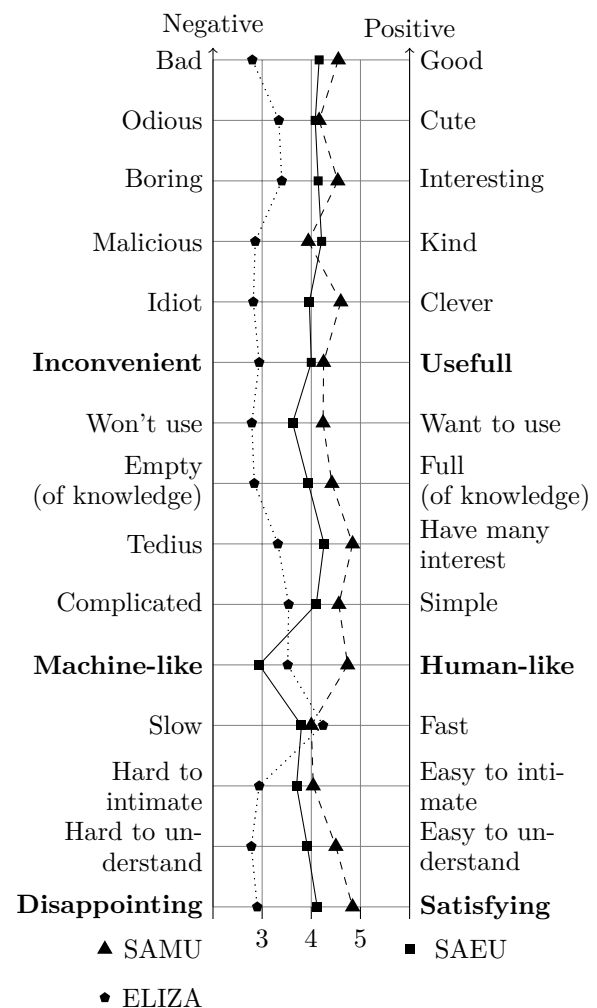 Negative Positive
Bad Good
Odious Cute
Boring Interesting
Malicious Kind
Idiot Clever
Inconvenient Usefull
Won't use Want to use
Empty Full
(of knowledge) (of knowledge)
Tedius Have many
interest
Complicated Simple
Machine-like Human-like
Slow Fast
Hard to Easy to inti-
intimate mate
Hard to un- Easy to un-
derstand derstand
Disappointing Satisfying
3 4 5
SAMU SAEU
ELIZA